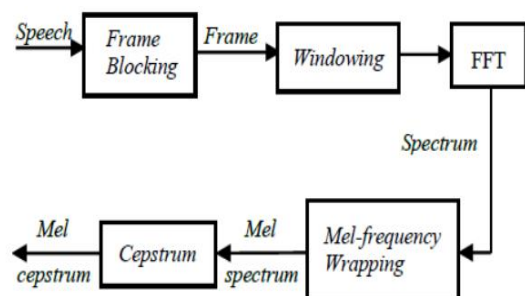 Speech
Frame
Blocking
Frame
Windowing
FFT
Spectrum
Mel-frequency
Wrapping
Mel
spectrum
Cepstrum
Mel
cepstrum